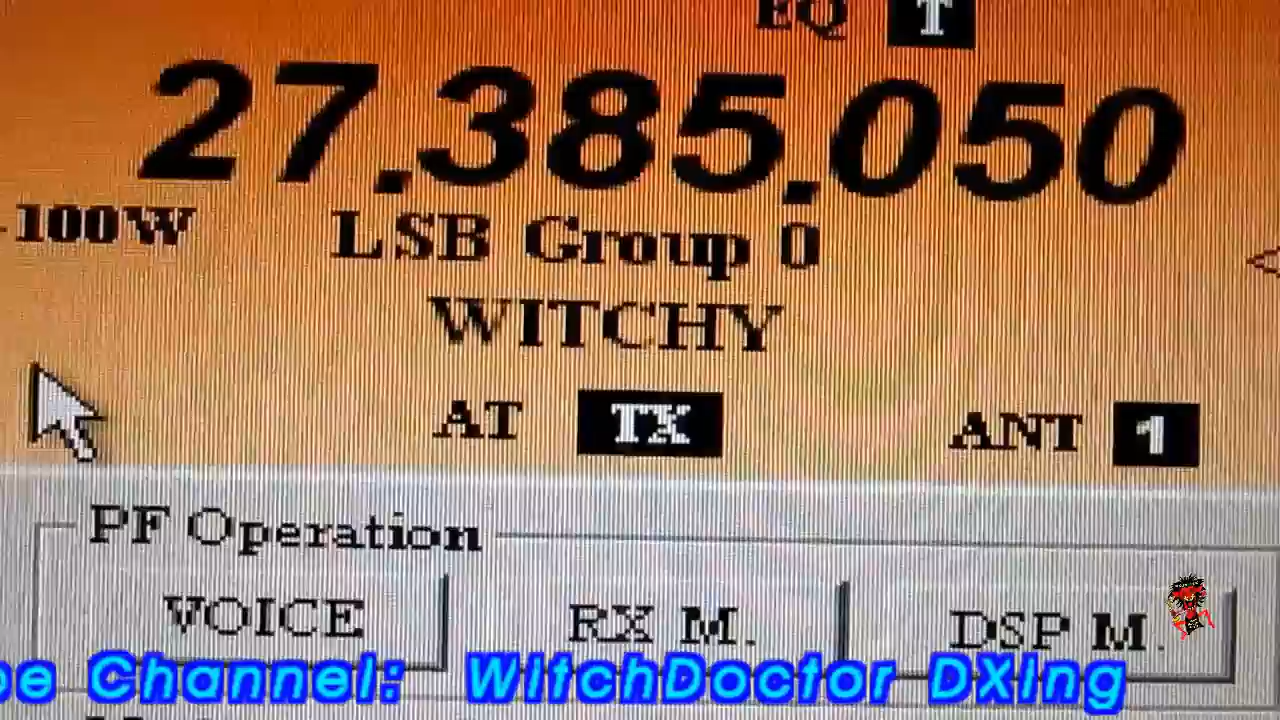 EQ T
27.385.050
-100W LSB Group 0
WITCHY
AT TX ANT 1
PF Operation
VOICE RX M. DSP M.
Channel: WitchDoctor DXing